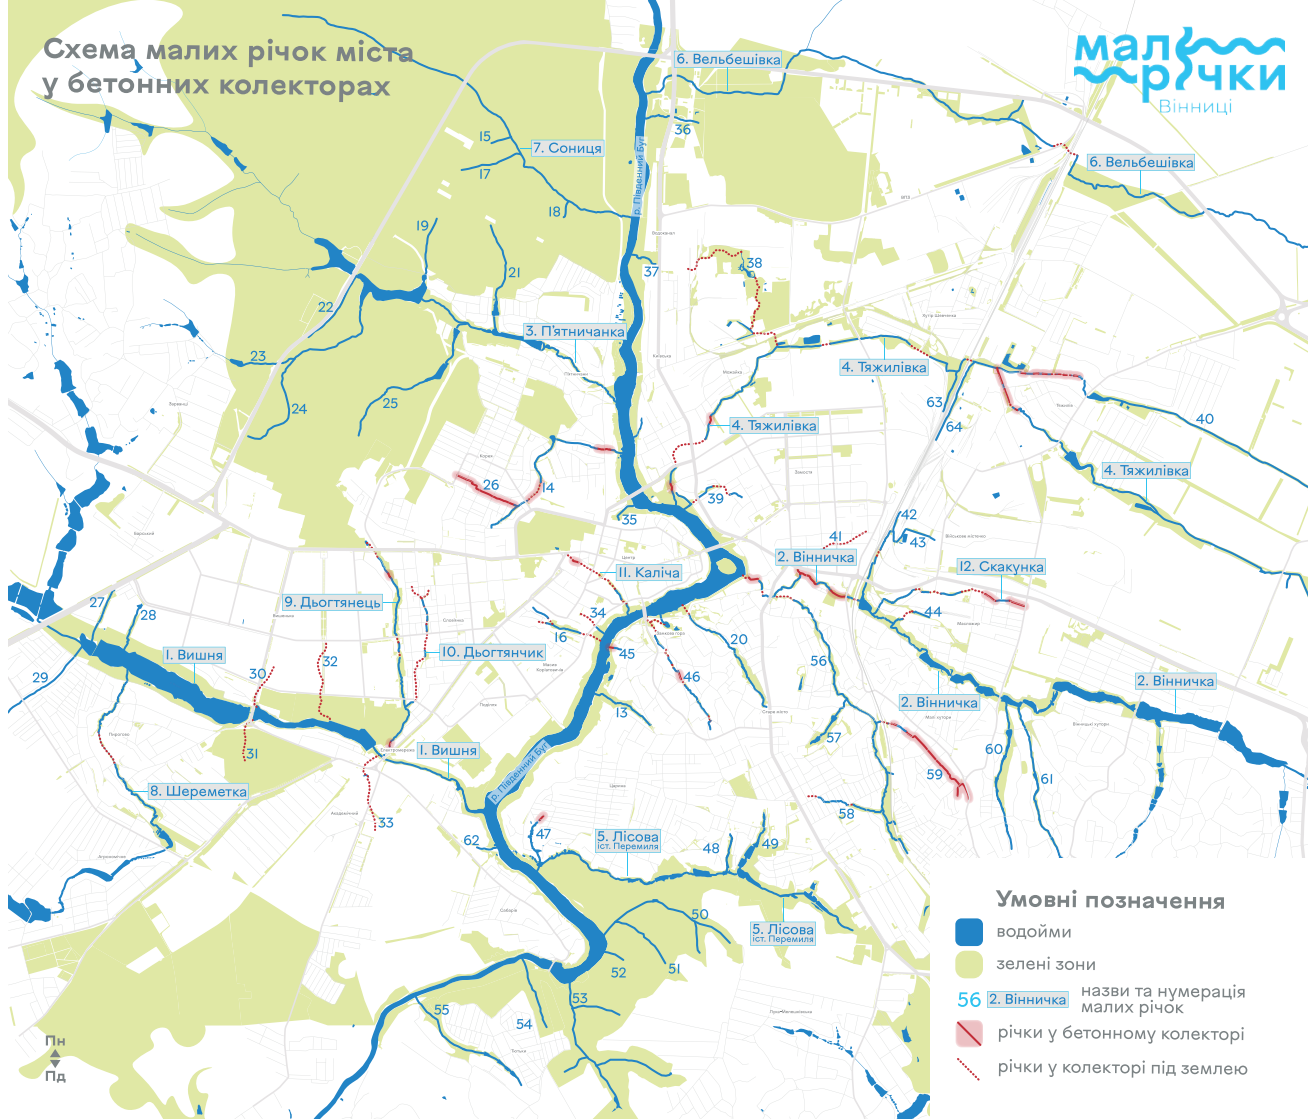 Схема малих річок міста
у бетонних колекторах
малі
річки
Вінниці
6. Вельбешівка
36
15
7. Сониця
17
18
р. Південний Буг
6. Вельбешівка
19
21
37
38
22
3. П'ятничанка
23
24
25
4. Тяжилівка
63
64
40
4. Тяжилівка
4. Тяжилівка
26
14
35
39
41
42
43
2. Вінничка
12. Скакунка
44
11. Каліча
9. Дьогтянець
27
28
34
16
10. Дьогтянчик
45
20
46
13
56
1. Вишня
30
32
29
31
2. Вінничка
2. Вінничка
57
59
60
61
1. Вишня
р. Південний Буг
8. Шереметка
33
58
62
47
5. Лісова
іст. Перемиля
48
49
50
5. Лісова
іст. Перемиля
51
52
53
54
55
Умовні позначення
водойми
зелені зони
56 2. Вінничка назви та нумерація
малих річок
річки у бетонному колекторі
річки у колекторі під землею
Пн
Пд